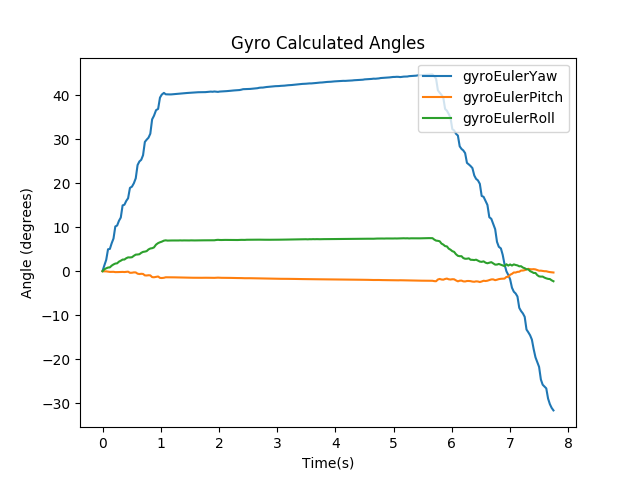 Gyro Calculated Angles
gyroEulerYaw
gyroEulerPitch
gyroEulerRoll
Angle (degrees)
40
30
20
10
0
−10
−20
−30
0 1 2 3 4 5 6 7 8
Time(s)